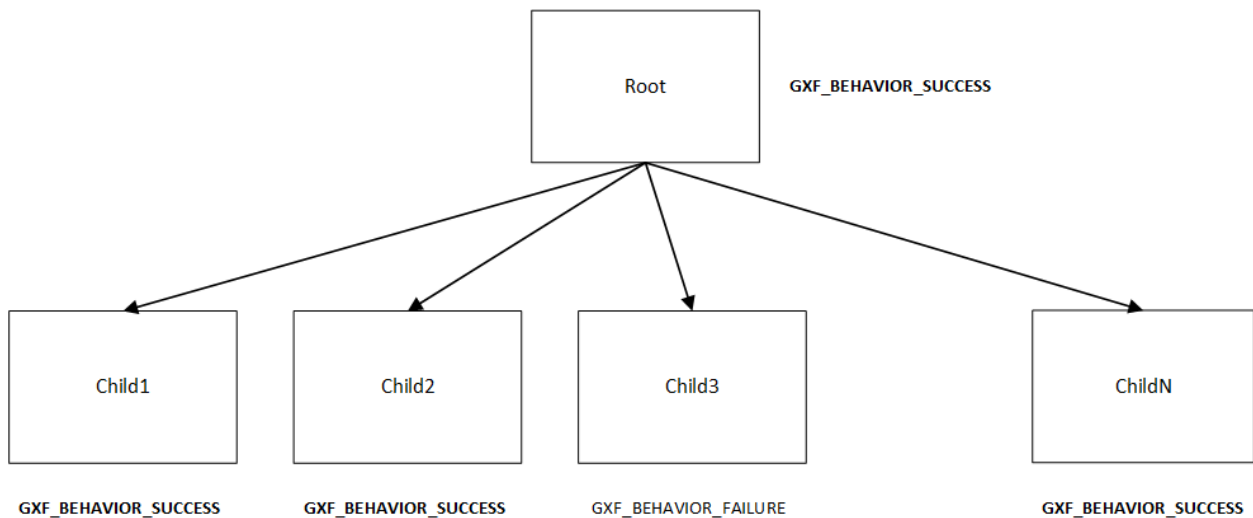 Root
GXF_BEHAVIOR_SUCCESS
Child1
Child2
Child3
ChildN
GXF_BEHAVIOR_SUCCESS
GXF_BEHAVIOR_SUCCESS
GXF_BEHAVIOR_FAILURE
GXF_BEHAVIOR_SUCCESS